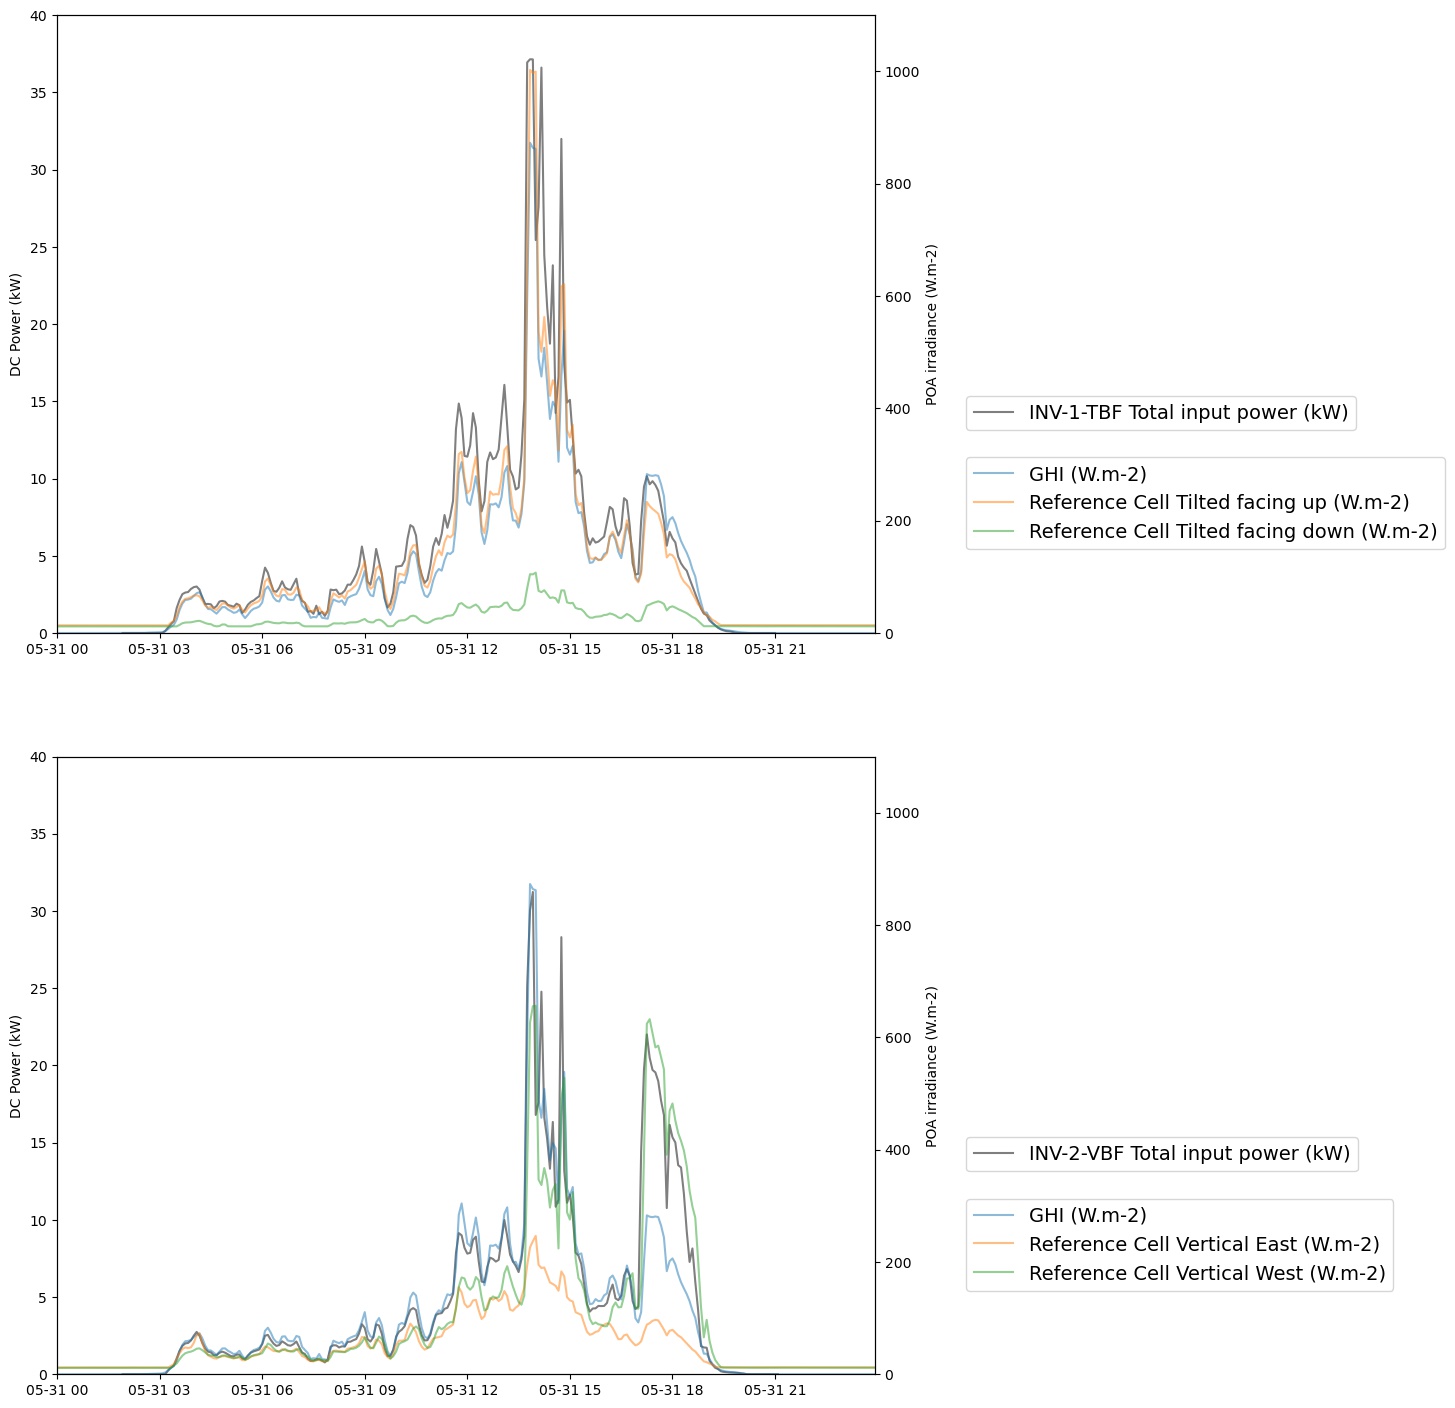 40
35
30
25
20
15
10
5
0
DC Power (kW)
1000
800
600
400
200
0
POA irradiance (W.m-2)
05-31 00 05-31 03 05-31 06 05-31 09 05-31 12 05-31 15 05-31 18 05-31 21
INV-1-TBF Total input power (kW)
GHI (W.m-2)
Reference Cell Tilted facing up (W.m-2)
Reference Cell Tilted facing down (W.m-2)
40
35
30
25
20
15
10
5
0
DC Power (kW)
1000
800
600
400
200
0
POA irradiance (W.m-2)
05-31 00 05-31 03 05-31 06 05-31 09 05-31 12 05-31 15 05-31 18 05-31 21
INV-2-VBF Total input power (kW)
GHI (W.m-2)
Reference Cell Vertical East (W.m-2)
Reference Cell Vertical West (W.m-2)